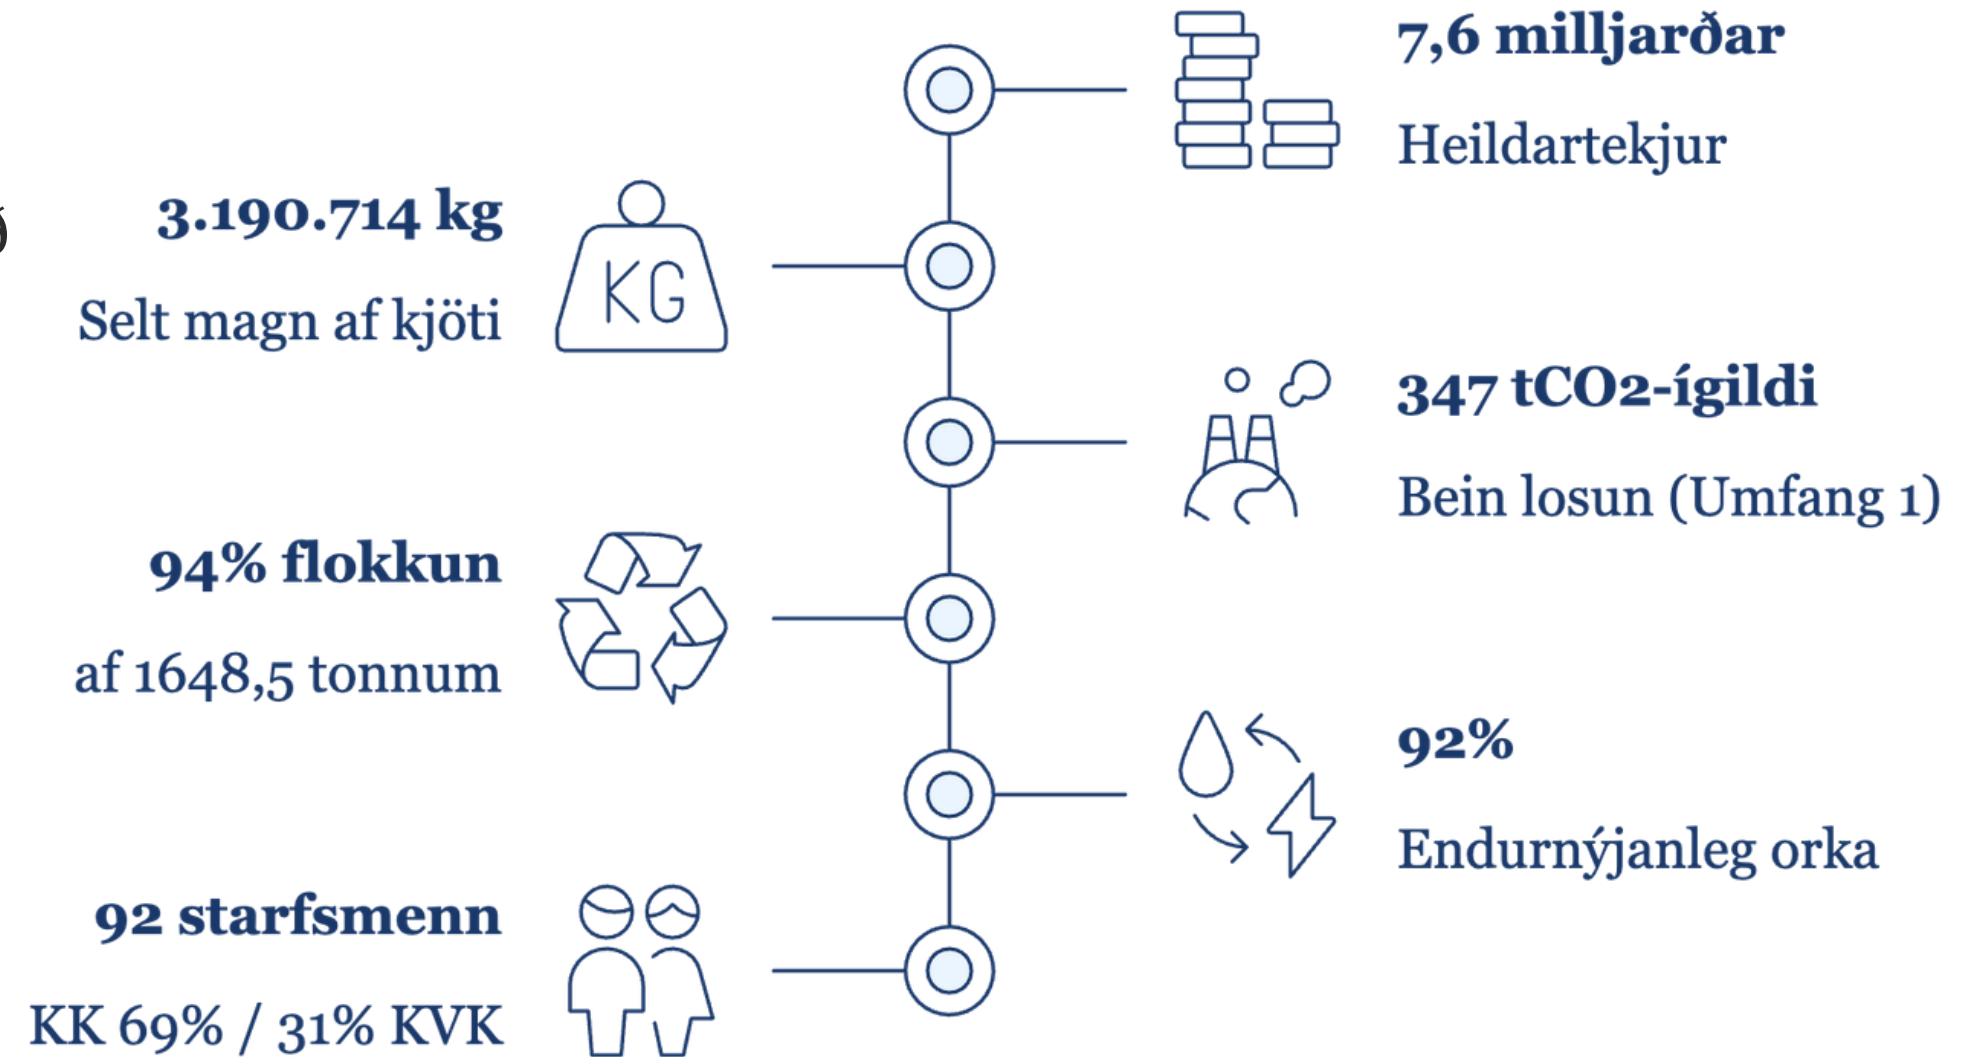 7,6 milljarðar
Heildartekjur
3.190.714 kg
Selt magn af kjöti
KG
347 tCO2-ígildi
Bein losun (Umfang 1)
94% flokkun
af 1648,5 tonnum
92%
Endurnýjanleg orka
92 starfsmenn
KK 69% / 31% KVK